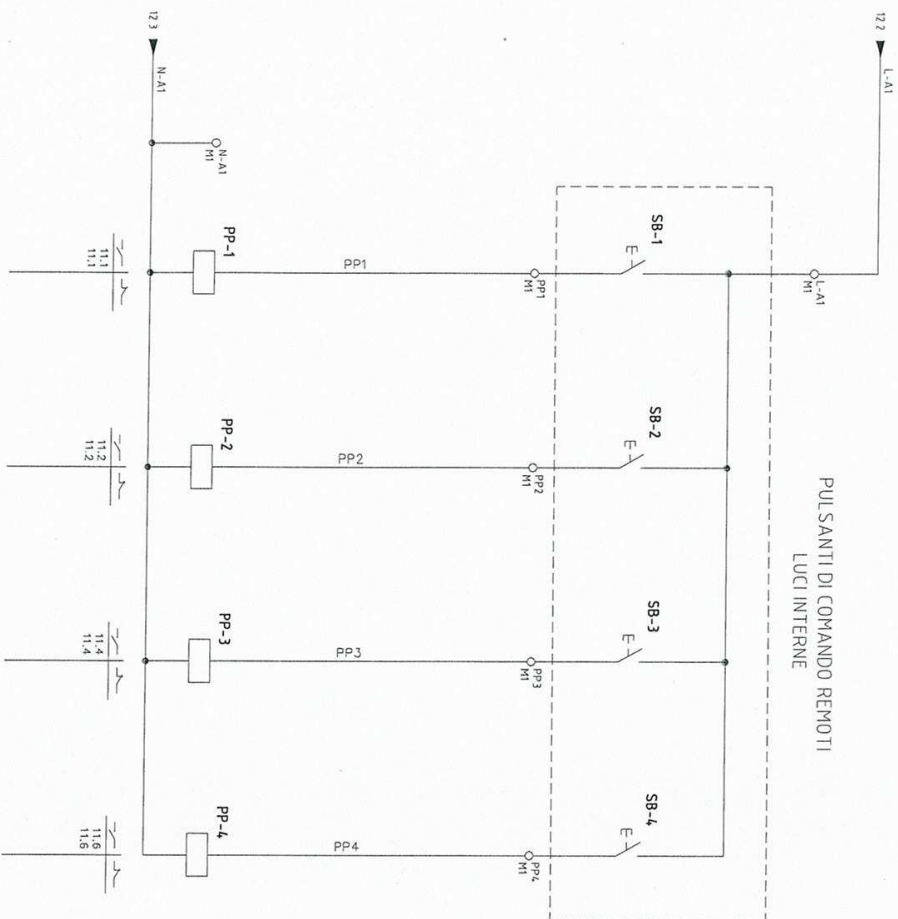 12.2
L-A1
L-A1
M1
PULSANTI DI COMANDO REMOTI
LUCI INTERNE
SB-1
SB-2
SB-3
SB-4
PP1
M1
PP2
M1
PP3
M1
PP4
M1
PP1
PP2
PP3
PP4
PP-1
PP-2
PP-3
PP-4
N-A1
M1
12.3
N-A1
11.1
11.1
11.2
11.2
11.4
11.4
11.6
11.6